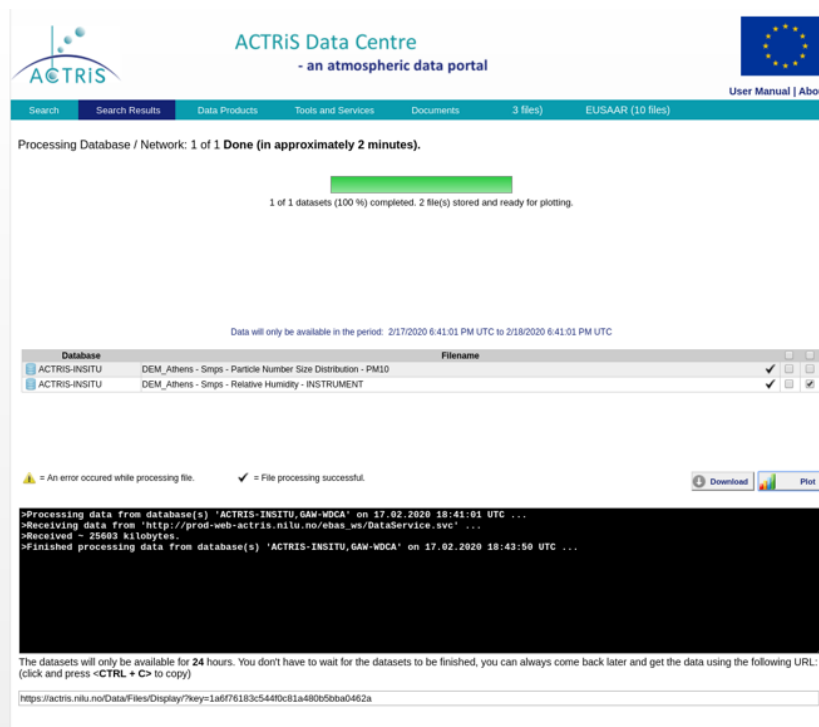 ACTRiS
ACTRiS Data Centre
- an atmospheric data portal
User Manual | Abou
Search Search Results Data Products Tools and Services Documents 3 files) EUSAAR (10 files)
Processing Database / Network: 1 of 1 Done (in approximately 2 minutes).
1 of 1 datasets (100 %) completed. 2 file(s) stored and ready for plotting.
Data will only be available in the period: 2/17/2020 6:41:01 PM UTC to 2/18/2020 6:41:01 PM UTC
Database Filename
ACTRIS-INSITU DEM_Athens - Smps - Particle Number Size Distribution - PM10
ACTRIS-INSITU DEM_Athens - Smps - Relative Humidity - INSTRUMENT
= An error occured while processing file. = File processing successful.
Download Plot
>Processing data from database(s) 'ACTRIS-INSITU,GAW-WDCA' on 17.02.2020 18:41:01 UTC ...
>Receiving data from 'http://prod-web-actris.nilu.no/ebas_ws/DataService.svc' ...
>Received ~ 25603 kilobytes.
>Finished processing data from database(s) 'ACTRIS-INSITU,GAW-WDCA' on 17.02.2020 18:43:50 UTC ...
The datasets will only be available for 24 hours. You don't have to wait for the datasets to be finished, you can always come back later and get the data using the following URL:
(click and press <CTRL + C> to copy)
https://actris.nilu.no/Data/Files/Display/?key=1a6f76183c544f0c81a480b5bba0462a